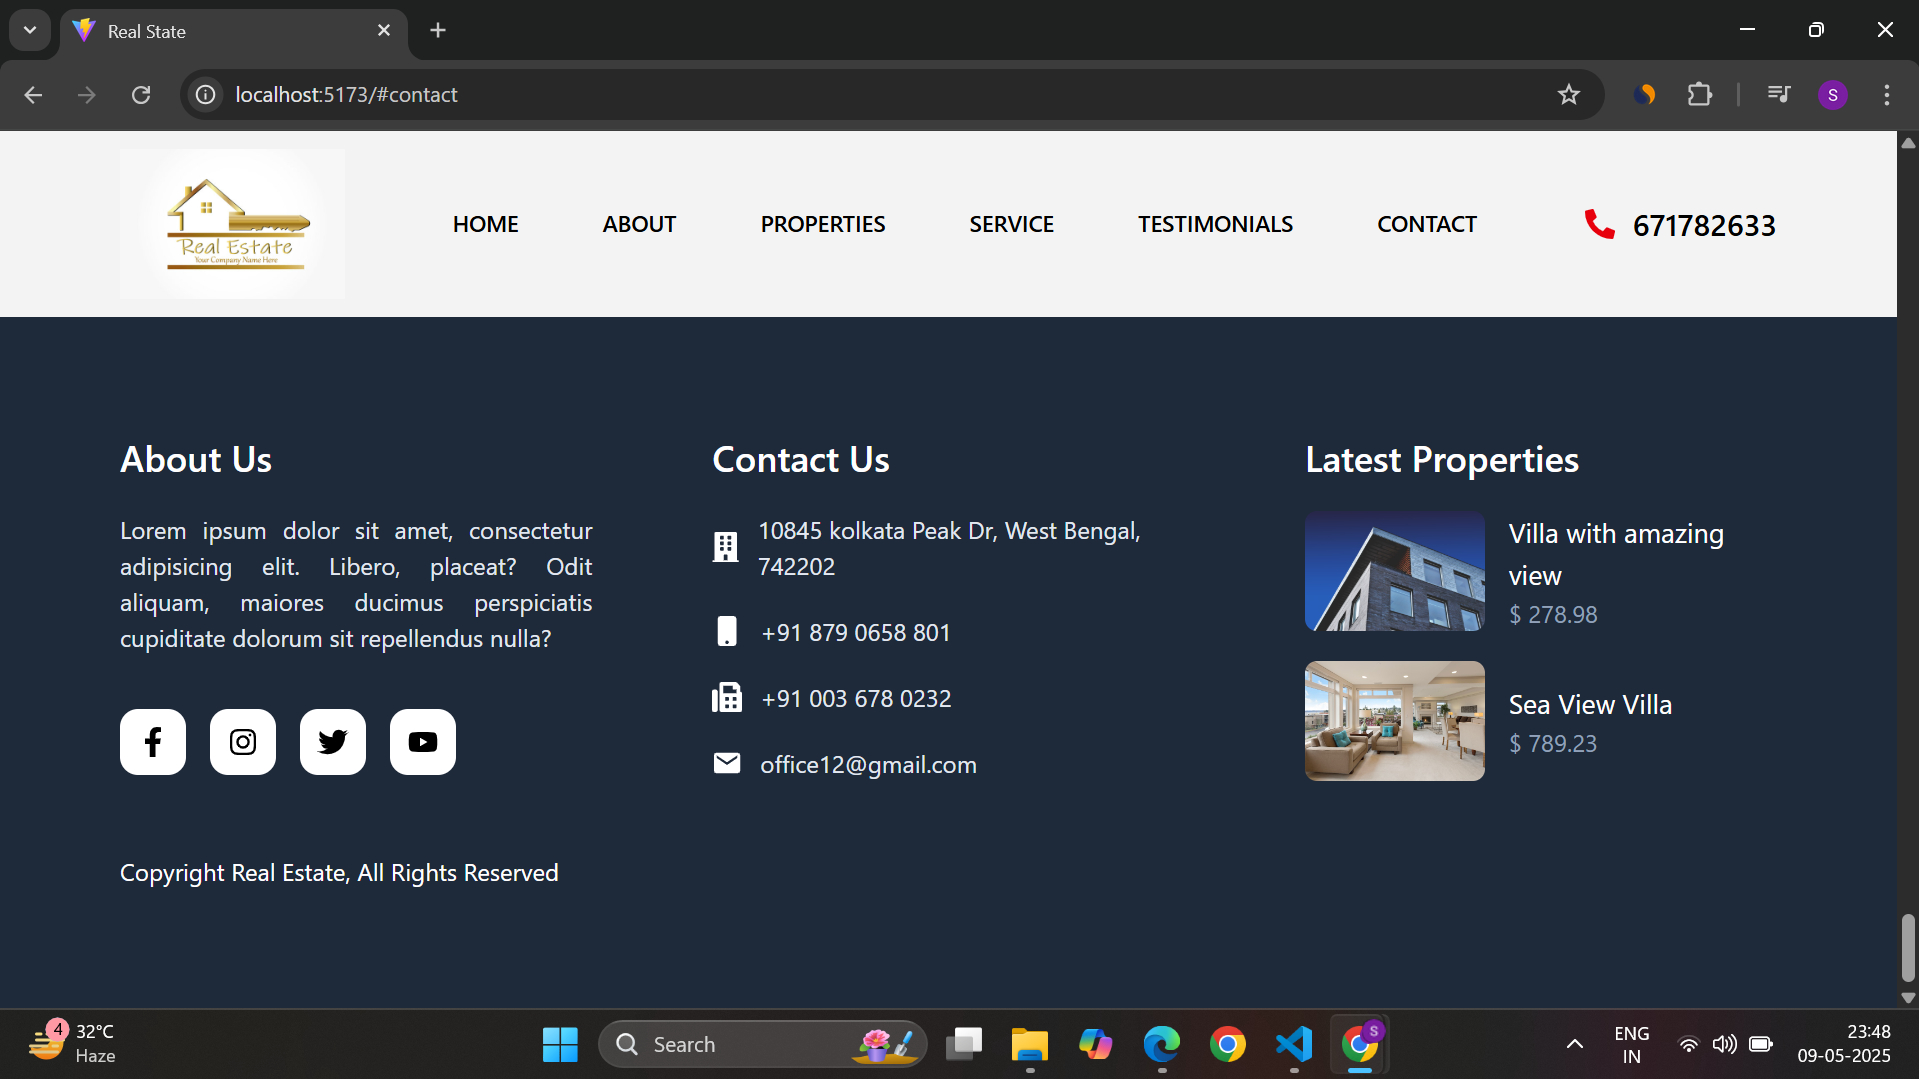 Real State
localhost:5173/#contact
S
Real Estate
Your Company Name Here
HOME
ABOUT
PROPERTIES
SERVICE
TESTIMONIALS
CONTACT
671782633
About Us
Lorem ipsum dolor sit amet, consectetur
adipisicing elit. Libero, placeat? Odit
aliquam, maiores ducimus perspiciatis
cupiditate dolorum sit repellendus nulla?
Copyright Real Estate, All Rights Reserved
Contact Us
10845 kolkata Peak Dr, West Bengal,
742202
+91 879 0658 801
+91 003 678 0232
office12@gmail.com
Latest Properties
Villa with amazing
view
$ 278.98
Sea View Villa
$ 789.23
4
32°C
Haze
Search
S
ENG
IN
23:48
09-05-2025